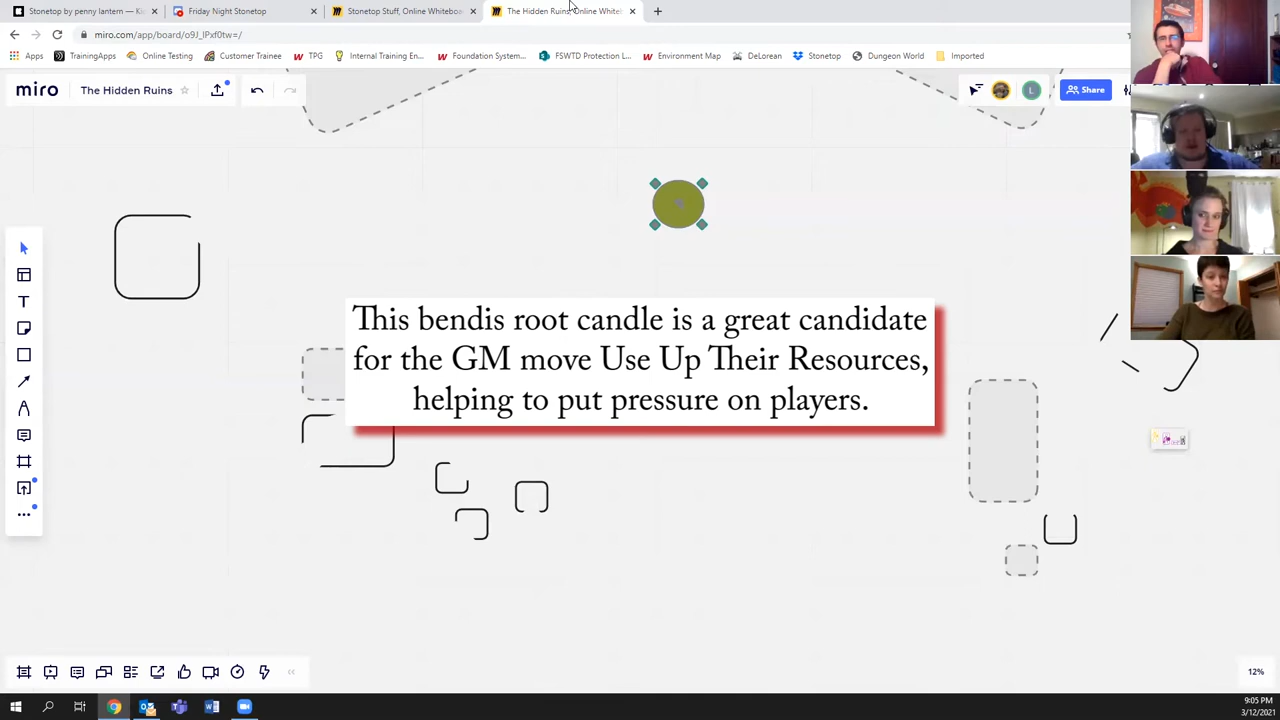 Stonetop by penny lantern — Ki
Friday Night Stonetop
Stonetop Stuff, Online Whiteboa
The Hidden Ruins, Online Whiteb
miro.com/app/board/o9J_lPxf0tw=/
Apps
TrainingApps
Online Testing
Customer Trainee
TPG
Internal Training En...
Foundation System...
FSWTD Protection L...
Environment Map
DeLorean
Stonetop
Dungeon World
Imported
miro
The Hidden Ruins
L
Share
T
This bendis root candle is a great candidate
for the GM move Use Up Their Resources,
helping to put pressure on players.
12%
9:05 PM
3/12/2021